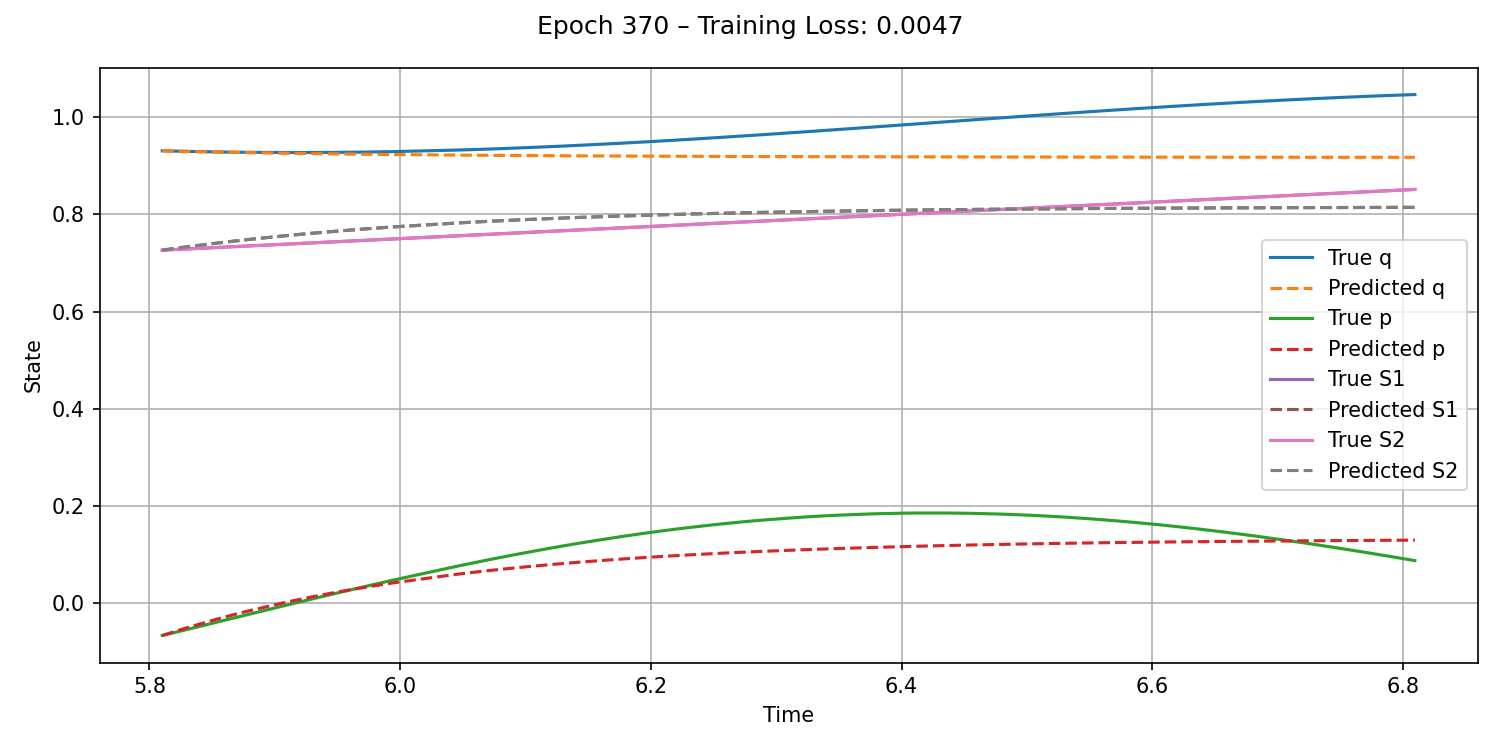 Epoch 370 – Training Loss: 0.0047
1.0
0.8
0.6
0.4
0.2
0.0
State
True q
Predicted q
True p
Predicted p
True S1
Predicted S1
True S2
Predicted S2
5.8 6.0 6.2 6.4 6.6 6.8
Time